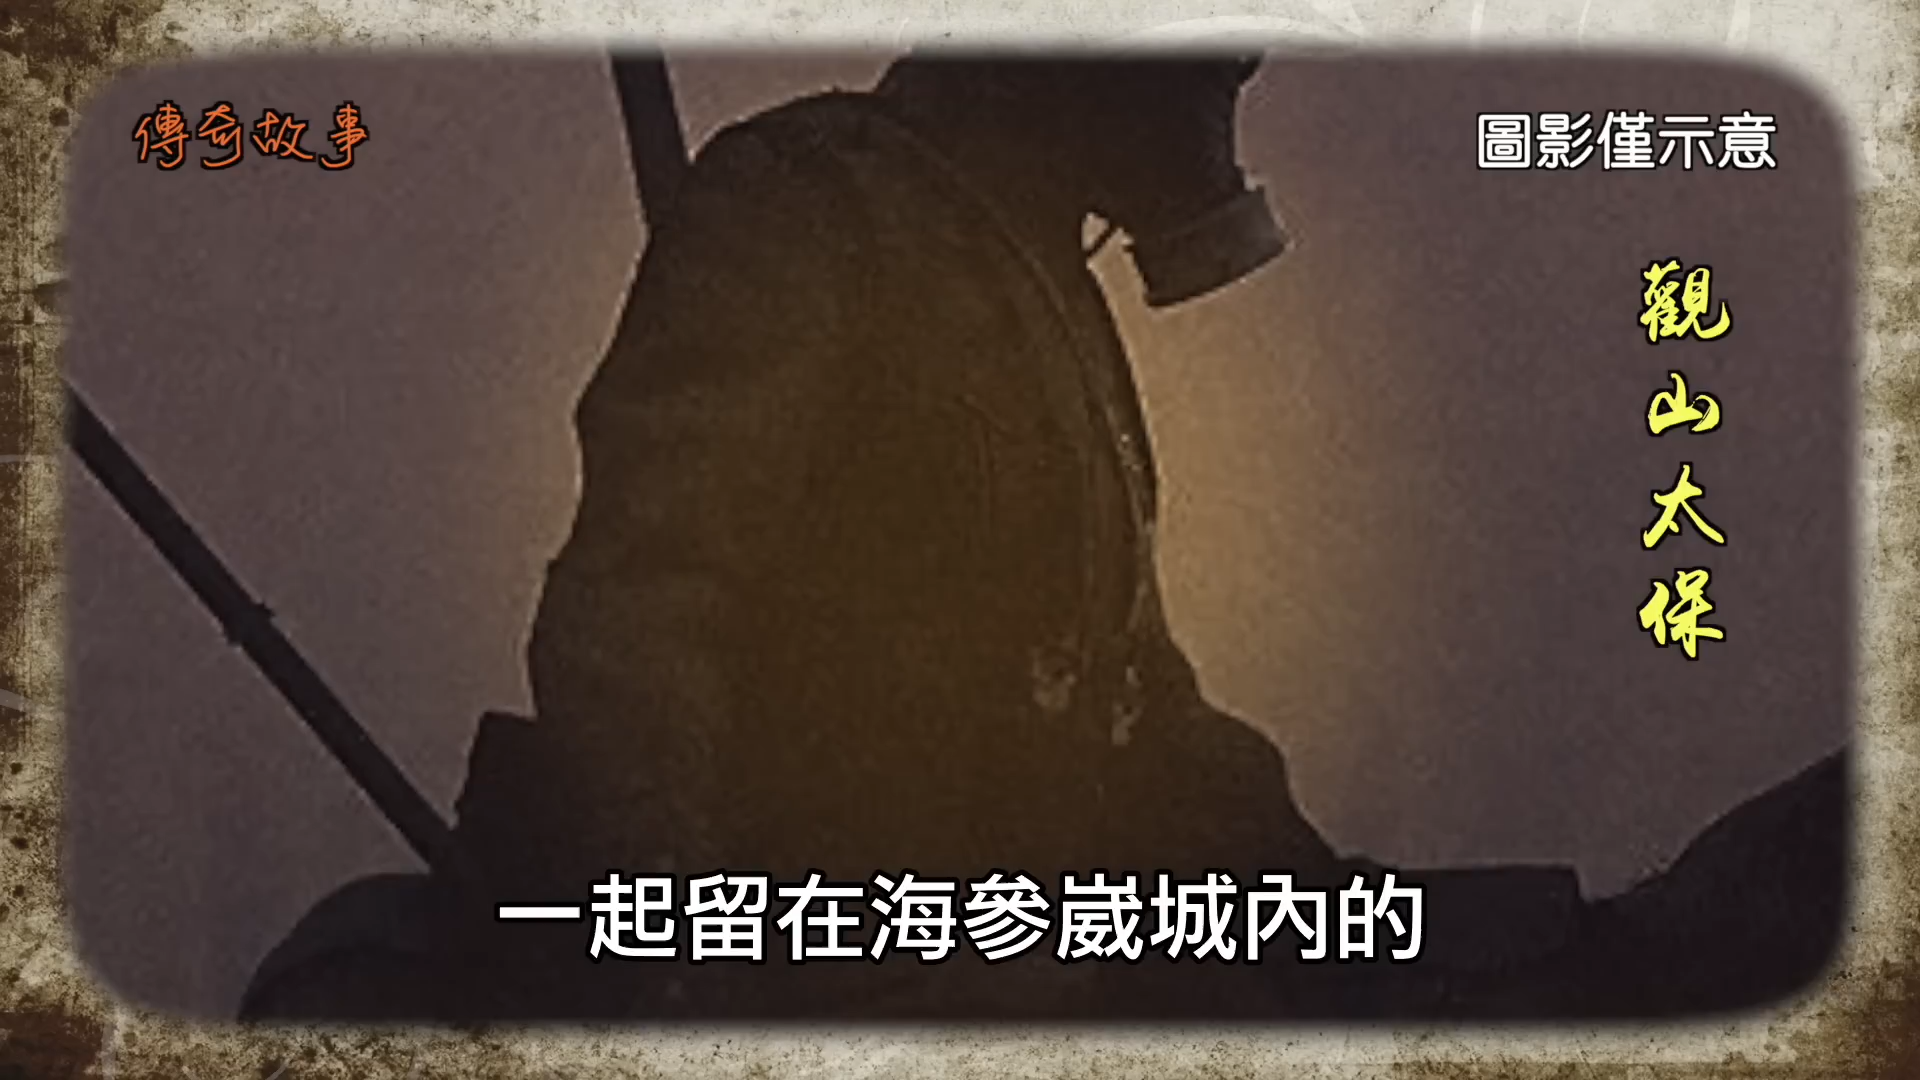 傳奇故事
圖影僅示意
觀山太保
一起留在海參崴城內的